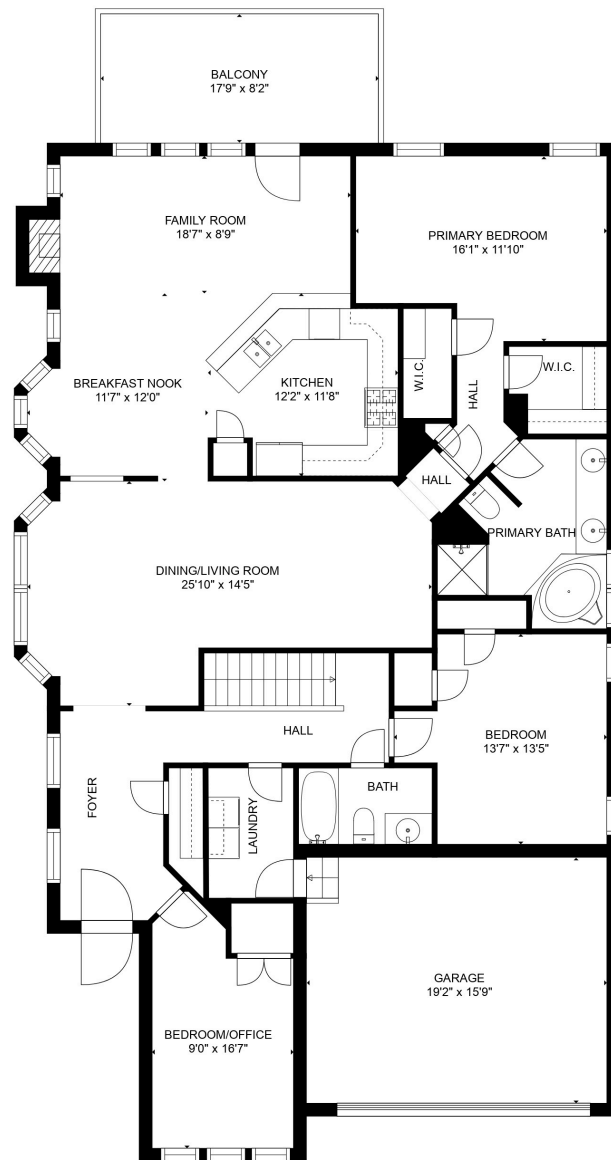 BALCONY
17'9" x 8'2"
FAMILY ROOM
18'7" x 8'9"
PRIMARY BEDROOM
16'1" x 11'10"
BREAKFAST NOOK
11'7" x 12'0"
KITCHEN
12'2" x 11'8"
W.I.C.
HALL
W.I.C.
HALL
PRIMARY BATH
DINING/LIVING ROOM
25'10" x 14'5"
HALL
BEDROOM
13'7" x 13'5"
FOYER
LAUNDRY
BATH
GARAGE
19'2" x 15'9"
BEDROOM/OFFICE
9'0" x 16'7"